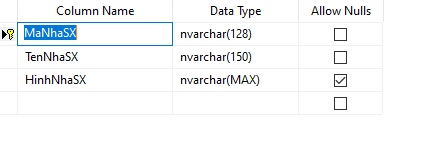 Column Name Data Type Allow Nulls
MaNhaSX nvarchar(128)
TenNhaSX nvarchar(150)
HinhNhaSX nvarchar(MAX)